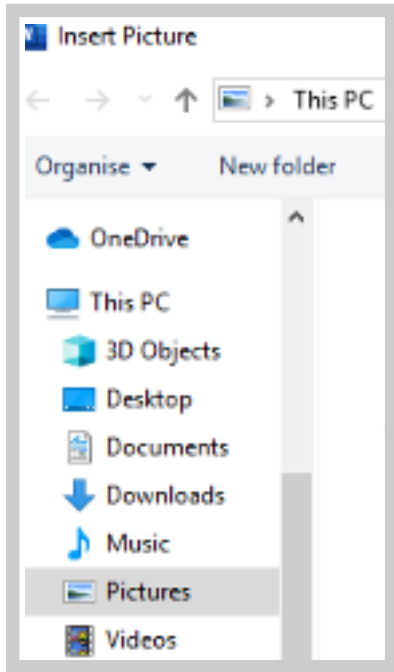 Insert Picture
This PC
Organise New folder
OneDrive
This PC
3D Objects
Desktop
Documents
Downloads
Music
Pictures
Videos